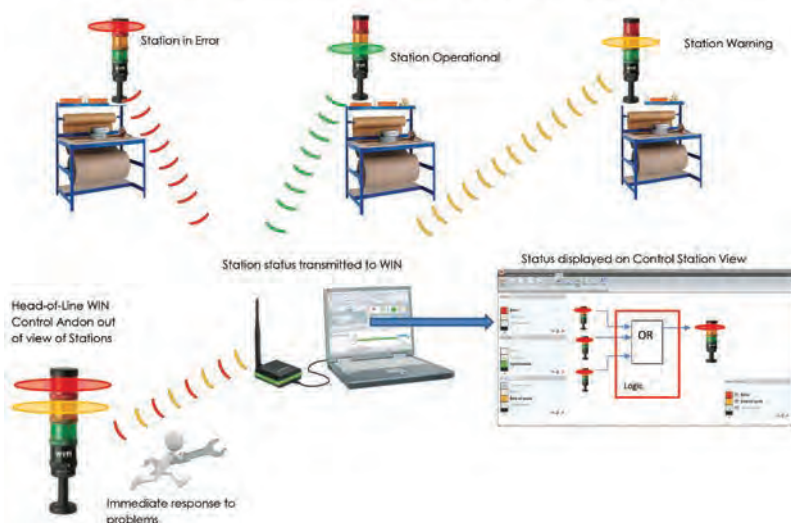 Station in Error
Station Operational
Station Warning
Station status transmitted to WIN
Status displayed on Control Station View
Head-of-Line WIN
Control Andon out
of view of Stations
OR
Logic
Immediate response to
problems